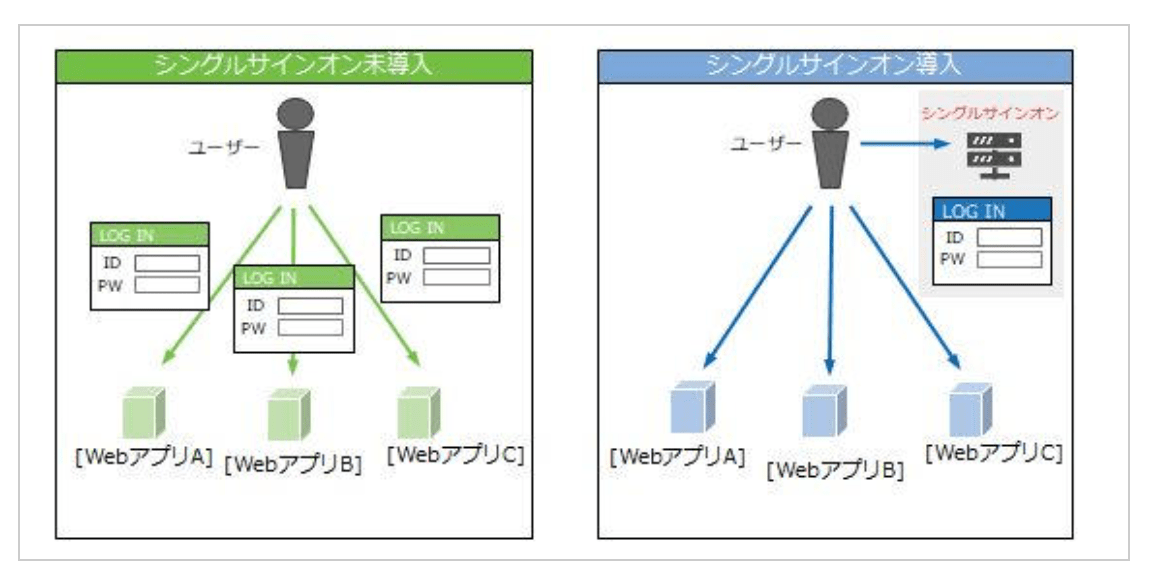 シングルサインオン未導入
ユーザー
LOG IN
ID
PW
LOG IN
ID
PW
LOG IN
ID
PW
[WebアプリA]
[WebアプリB]
[WebアプリC]
シングルサインオン導入
ユーザー
シングルサインオン
LOG IN
ID
PW
[WebアプリA]
[WebアプリB]
[WebアプリC]